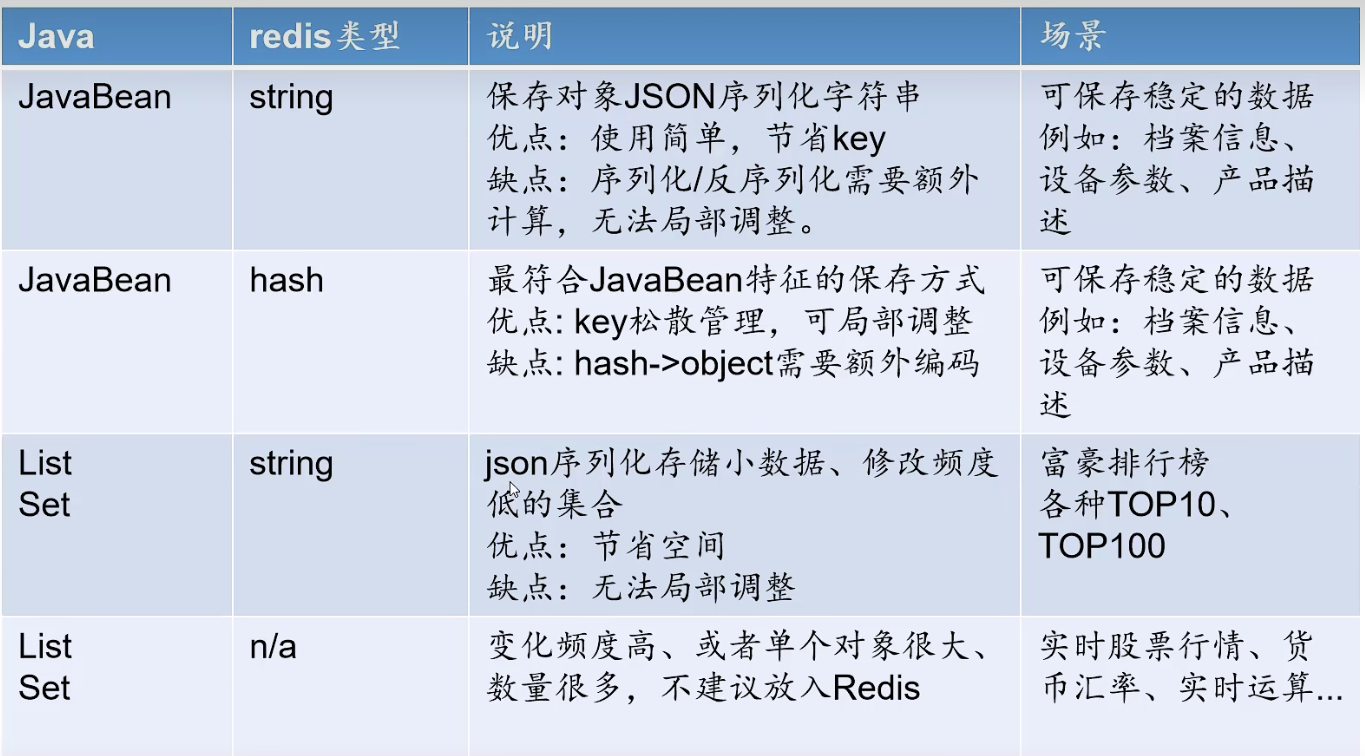 Java redis类型 说明 场景
JavaBean string 保存对象JSON序列化字符串 可保存稳定的数据
优点：使用简单，节省key 例如：档案信息、
缺点：序列化/反序列化需要额外 设备参数、产品描
计算，无法局部调整。 述
JavaBean hash 最符合JavaBean特征的保存方式 可保存稳定的数据
优点: key松散管理，可局部调整 例如：档案信息、
缺点: hash->object需要额外编码 设备参数、产品描
述
List string json序列化存储小数据、修改频度 富豪排行榜
Set 低的集合 各种TOP10、
优点：节省空间 TOP100
缺点：无法局部调整
List n/a 变化频度高、或者单个对象很大、 实时股票行情、货
Set 数量很多，不建议放入Redis 币汇率、实时运算...